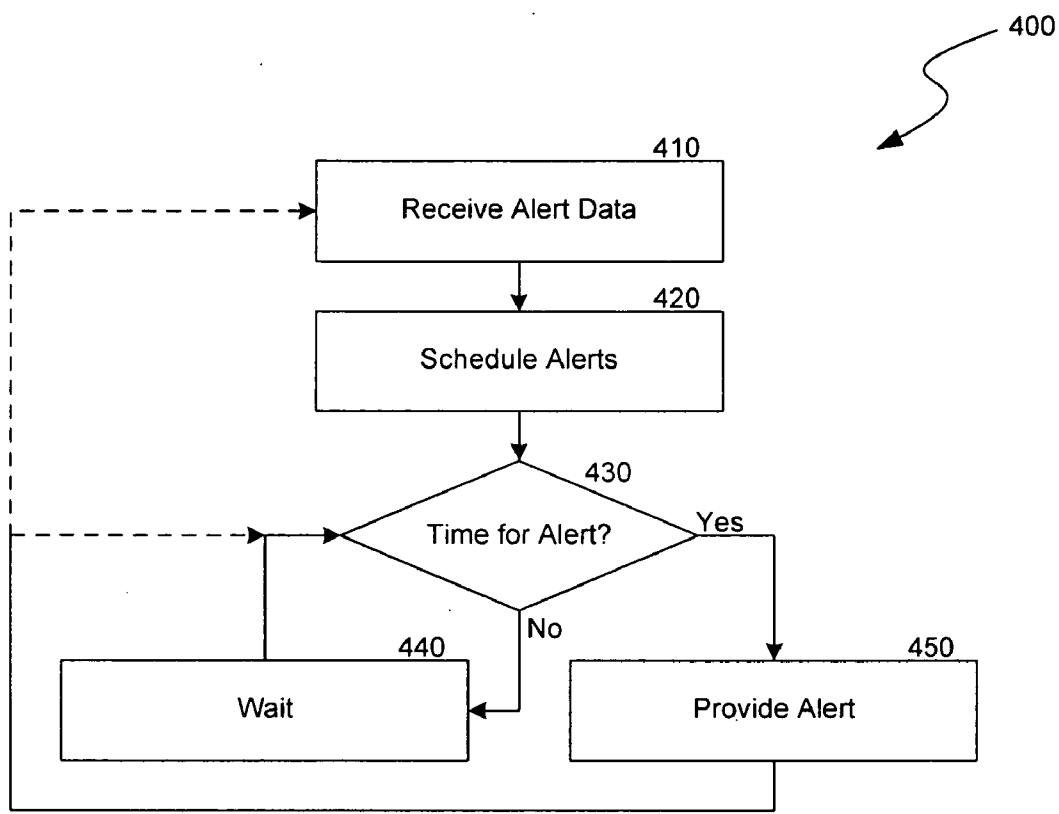 400
410
Receive Alert Data
420
Schedule Alerts
430
Time for Alert?
Yes
No
440
Wait
450
Provide Alert